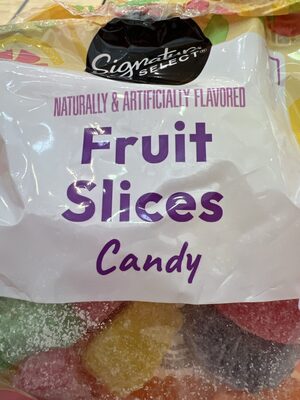 Signature
SELECT®
NATURALLY & ARTIFICIALLY FLAVORED
Fruit
Slices
Candy